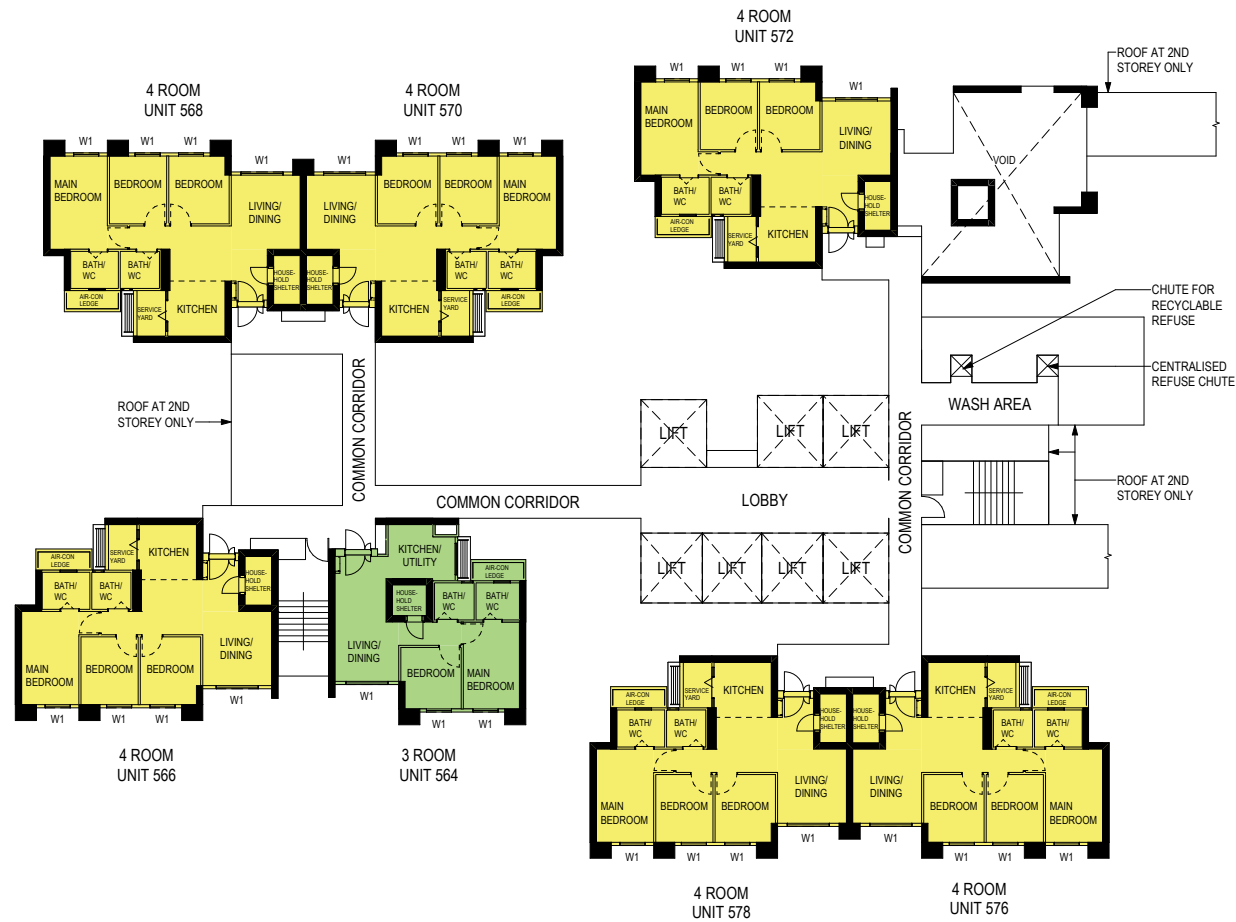 4 ROOM
UNIT 572
W1
W1
W1
W1
MAIN
BEDROOM
BEDROOM
BEDROOM
LIVING/
DINING
BATH/
WC
BATH/
WC
AIR-CON
LEDGE
SERVICE
YARD
KITCHEN
HOUSE-
HOLD
SHELTER
ROOF AT 2ND
STOREY ONLY
VOID
4 ROOM
UNIT 568
W1
W1
W1
W1
MAIN
BEDROOM
BEDROOM
BEDROOM
LIVING/
DINING
BATH/
WC
BATH/
WC
AIR-CON
LEDGE
SERVICE
YARD
KITCHEN
HOUSE-
HOLD
SHELTER
4 ROOM
UNIT 570
W1
W1
W1
W1
LIVING/
DINING
BEDROOM
BEDROOM
MAIN
BEDROOM
HOUSE-
HOLD
SHELTER
BATH/
WC
BATH/
WC
AIR-CON
LEDGE
KITCHEN
SERVICE
YARD
CHUTE FOR
RECYCLABLE
REFUSE
CENTRALISED
REFUSE CHUTE
WASH AREA
ROOF AT 2ND
STOREY ONLY
COMMON CORRIDOR
LIFT
LIFT
LIFT
COMMON CORRIDOR
ROOF AT 2ND
STOREY ONLY
COMMON CORRIDOR
LOBBY
LIFT
LIFT
LIFT
LIFT
AIR-CON
LEDGE
SERVICE
YARD
KITCHEN
BATH/
WC
BATH/
WC
HOUSE-
HOLD
SHELTER
MAIN
BEDROOM
BEDROOM
BEDROOM
LIVING/
DINING
W1
W1
W1
W1
4 ROOM
UNIT 566
KITCHEN/
UTILITY
AIR-CON
LEDGE
HOUSE-
HOLD
SHELTER
BATH/
WC
BATH/
WC
LIVING/
DINING
BEDROOM
MAIN
BEDROOM
W1
W1
W1
3 ROOM
UNIT 564
AIR-CON
LEDGE
SERVICE
YARD
KITCHEN
BATH/
WC
BATH/
WC
HOUSE-
HOLD
SHELTER
MAIN
BEDROOM
BEDROOM
BEDROOM
LIVING/
DINING
W1
W1
W1
W1
4 ROOM
UNIT 578
KITCHEN
SERVICE
YARD
AIR-CON
LEDGE
HOUSE-
HOLD
SHELTER
BATH/
WC
BATH/
WC
LIVING/
DINING
BEDROOM
BEDROOM
MAIN
BEDROOM
W1
W1
W1
W1
4 ROOM
UNIT 576